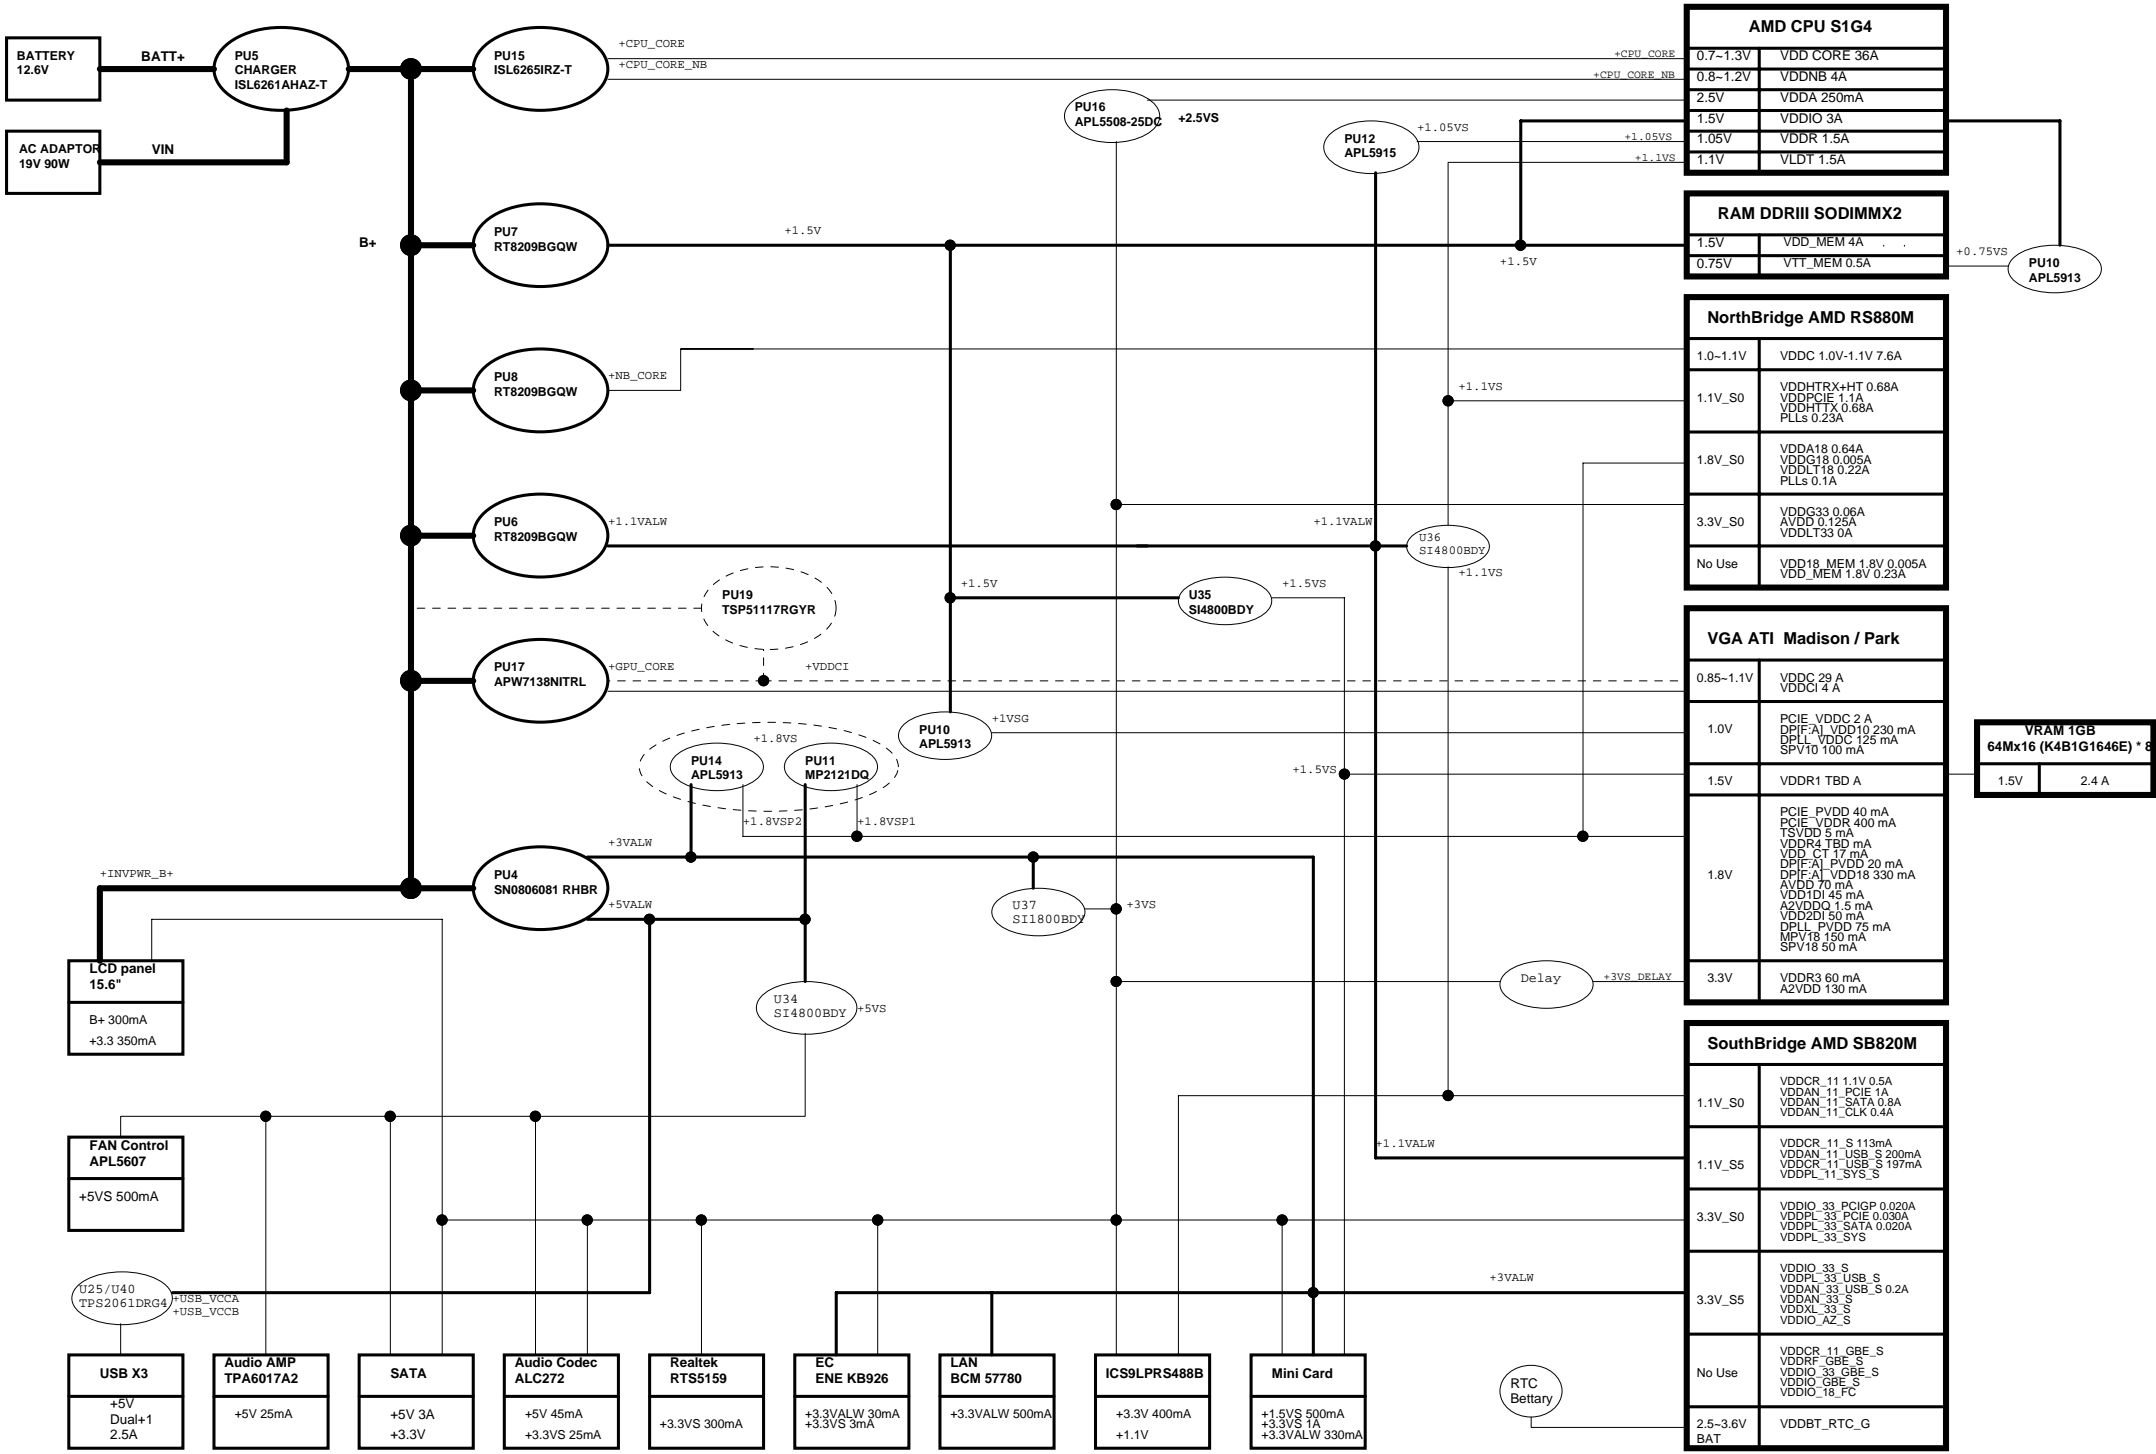 BATTERY
12.6V
BATT+
PU5
CHARGER
ISL6261AHAZ-T
AC ADAPTOR
19V 90W
VIN
B+
PU15
ISL6265IRZ-T
+CPU_CORE
+CPU_CORE_NB
+CPU_CORE
+CPU_CORE_NB
PU16
APL5508-25DC
+2.5VS
PU12
APL5915
+1.05VS
+1.05VS
+1.1VS
AMD CPU S1G4
0.7~1.3V VDD CORE 36A
0.8~1.2V VDDNB 4A
2.5V VDDA 250mA
1.5V VDDIO 3A
1.05V VDDR 1.5A
1.1V VLDT 1.5A
PU7
RT8209BGQW
+1.5V
+1.5V
RAM DDRIII SODIMMX2
1.5V VDD_MEM 4A . .
0.75V VTT_MEM 0.5A
+0.75VS
PU10
APL5913
PU8
RT8209BGQW
+NB_CORE
+1.1VS
NorthBridge AMD RS880M
1.0~1.1V VDDC 1.0V-1.1V 7.6A
1.1V_S0
VDDHTRX+HT 0.68A
VDDPCIE 1.1A
VDDHTTX 0.68A
PLLs 0.23A
1.8V_S0
VDDA18 0.64A
VDDG18 0.005A
VDDLT18 0.22A
PLLs 0.1A
3.3V_S0
VDDG33 0.06A
AVDD 0.125A
VDDLT33 0A
No Use
VDD18_MEM 1.8V 0.005A
VDD_MEM 1.8V 0.23A
PU6
RT8209BGQW
+1.1VALW
+1.1VALW
U36
SI4800BDY
+1.1VS
PU19
TSP51117RGYR
+1.5V
U35
SI4800BDY
+1.5VS
PU17
APW7138NITRL
+GPU_CORE
+VDDCI
PU10
APL5913
+1VSG
+1.8VS
PU14
APL5913
PU11
MP2121DQ
+1.8VSP2
+1.8VSP1
+1.5VS
VGA ATI Madison / Park
0.85~1.1V
VDDC 29 A
VDDCI 4 A
1.0V
PCIE_VDDC 2 A
DP[F:A]_VDD10 230 mA
DPLL_VDDC 125 mA
SPV10 100 mA
1.5V VDDR1 TBD A
1.8V
PCIE_PVDD 40 mA
PCIE_VDDR 400 mA
TSVDD 5 mA
VDDR4 TBD mA
VDD_CT 17 mA
DP[F:A]_PVDD 20 mA
DP[F:A]_VDD18 330 mA
AVDD 70 mA
VDD1DI 45 mA
A2VDDQ 1.5 mA
VDD2DI 50 mA
DPLL_PVDD 75 mA
MPV18 150 mA
SPV18 50 mA
3.3V
VDDR3 60 mA
A2VDD 130 mA
VRAM 1GB
64Mx16 (K4B1G1646E) * 8
1.5V 2.4 A
+3VALW
PU4
SN0806081 RHBR
+5VALW
+INVPWR_B+
U37
SI1800BDY
+3VS
LCD panel
15.6"
B+ 300mA
+3.3 350mA
U34
SI4800BDY
+5VS
Delay
+3VS_DELAY
FAN Control
APL5607
+5VS 500mA
+1.1VALW
SouthBridge AMD SB820M
1.1V_S0
VDDCR_11 1.1V 0.5A
VDDAN_11_PCIE 1A
VDDAN_11_SATA 0.8A
VDDAN_11_CLK 0.4A
1.1V_S5
VDDCR_11_S 113mA
VDDAN_11_USB_S 200mA
VDDCR_11_USB_S 197mA
VDDPL_11_SYS_S
3.3V_S0
VDDIO_33_PCIGP 0.020A
VDDPL_33_PCIE 0.030A
VDDPL_33_SATA 0.020A
VDDPL_33_SYS
3.3V_S5
VDDIO_33_S
VDDPL_33_USB_S
VDDAN_33_USB_S 0.2A
VDDAN_33_S
VDDXL_33_S
VDDIO_AZ_S
No Use
VDDCR_11_GBE_S
VDDRF_GBE_S
VDDIO_33_GBE_S
VDDIO_GBE_S
VDDIO_18_FC
2.5~3.6V
BAT
VDDBT_RTC_G
+3VALW
U25/U40
TPS2061DRG4
+USB_VCCA
+USB_VCCB
USB X3
+5V
Dual+1
2.5A
Audio AMP
TPA6017A2
+5V 25mA
SATA
+5V 3A
+3.3V
Audio Codec
ALC272
+5V 45mA
+3.3VS 25mA
Realtek
RTS5159
+3.3VS 300mA
EC
ENE KB926
+3.3VALW 30mA
+3.3VS 3mA
LAN
BCM 57780
+3.3VALW 500mA
ICS9LPRS488B
+3.3V 400mA
+1.1V
Mini Card
+1.5VS 500mA
+3.3VS 1A
+3.3VALW 330mA
RTC
Bettary